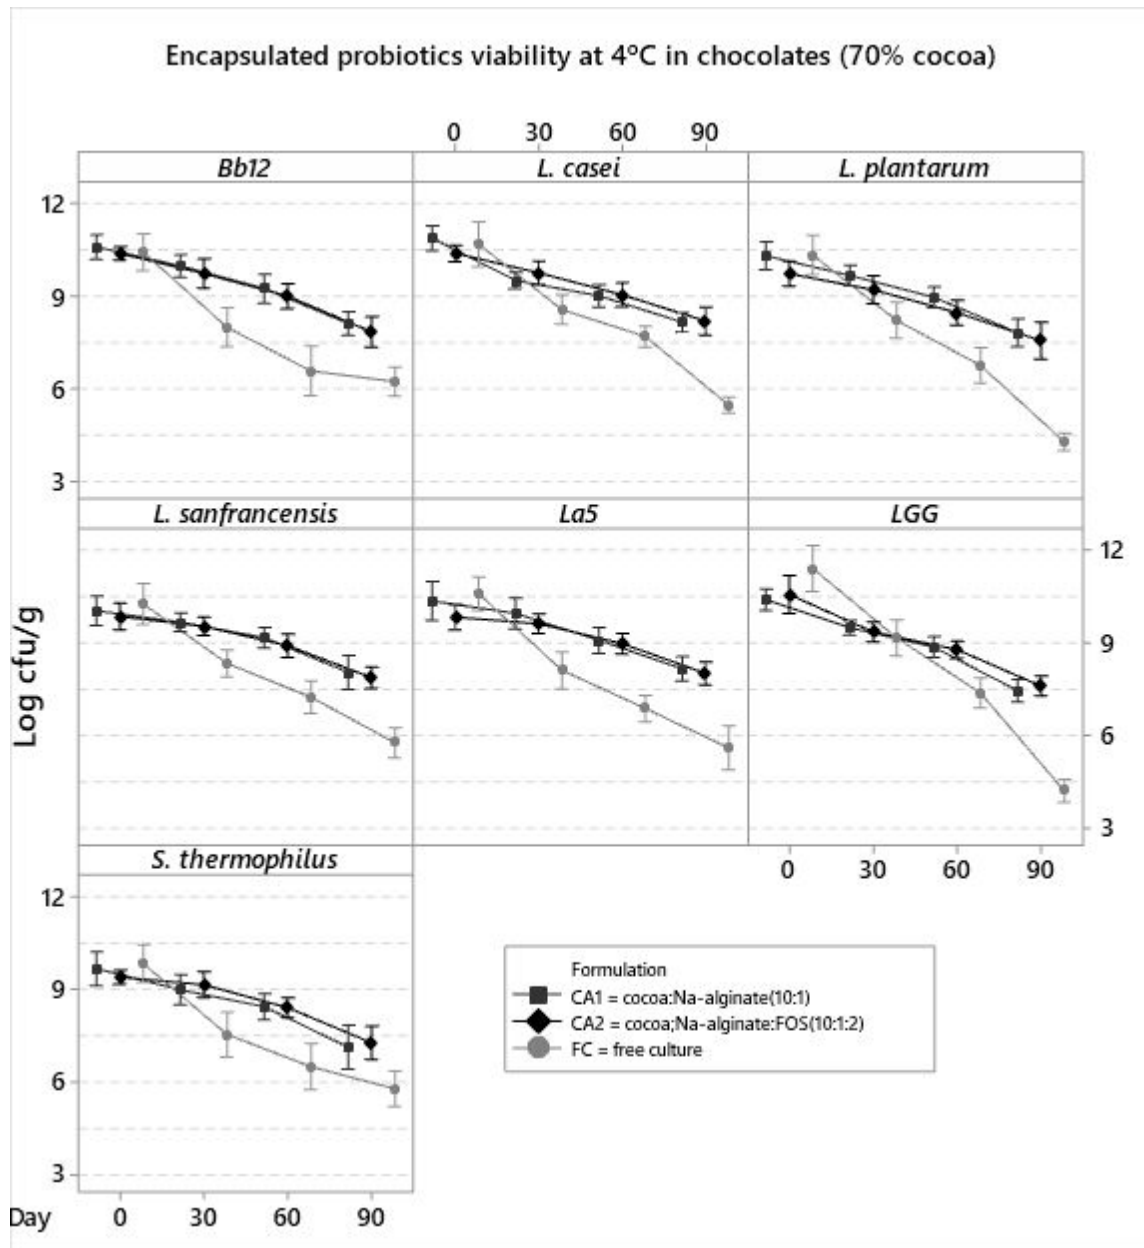 Encapsulated probiotics viability at 4°C in chocolates (70% cocoa)
0 30 60 90
Bb12 L. casei L. plantarum
12
9
6
3
L. sanfrancensis La5 LGG
12
9
6
3
Log cfu/g
0 30 60 90
S. thermophilus
12
9
6
3
Formulation
CA1 = cocoa:Na-alginate(10:1)
CA2 = cocoa;Na-alginate:FOS(10:1:2)
FC = free culture
Day 0 30 60 90